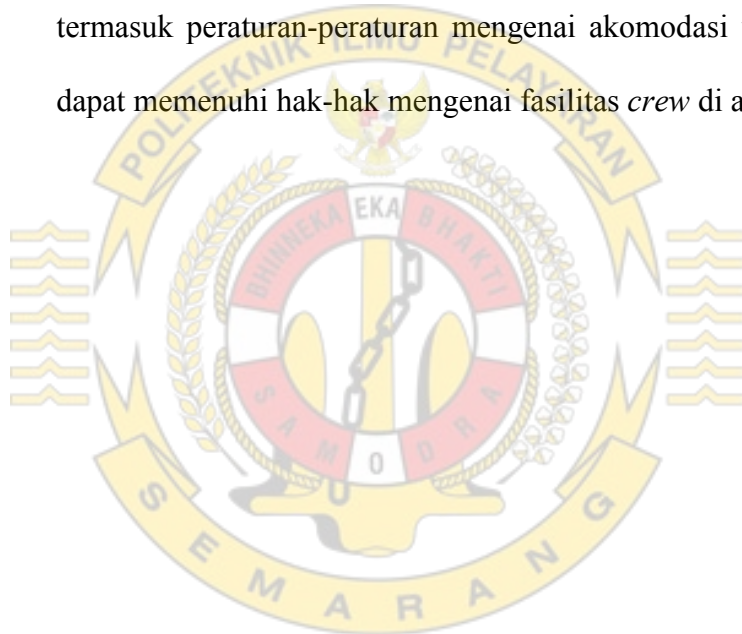 termasuk peraturan-peraturan mengenai akomodasi
dapat memenuhi hak-hak mengenai fasilitas crew di a
POLITEKNIK ILMU PELAYARAN
BHINNEKA EKA BHAKTI
SAMODRA
SEMARANG